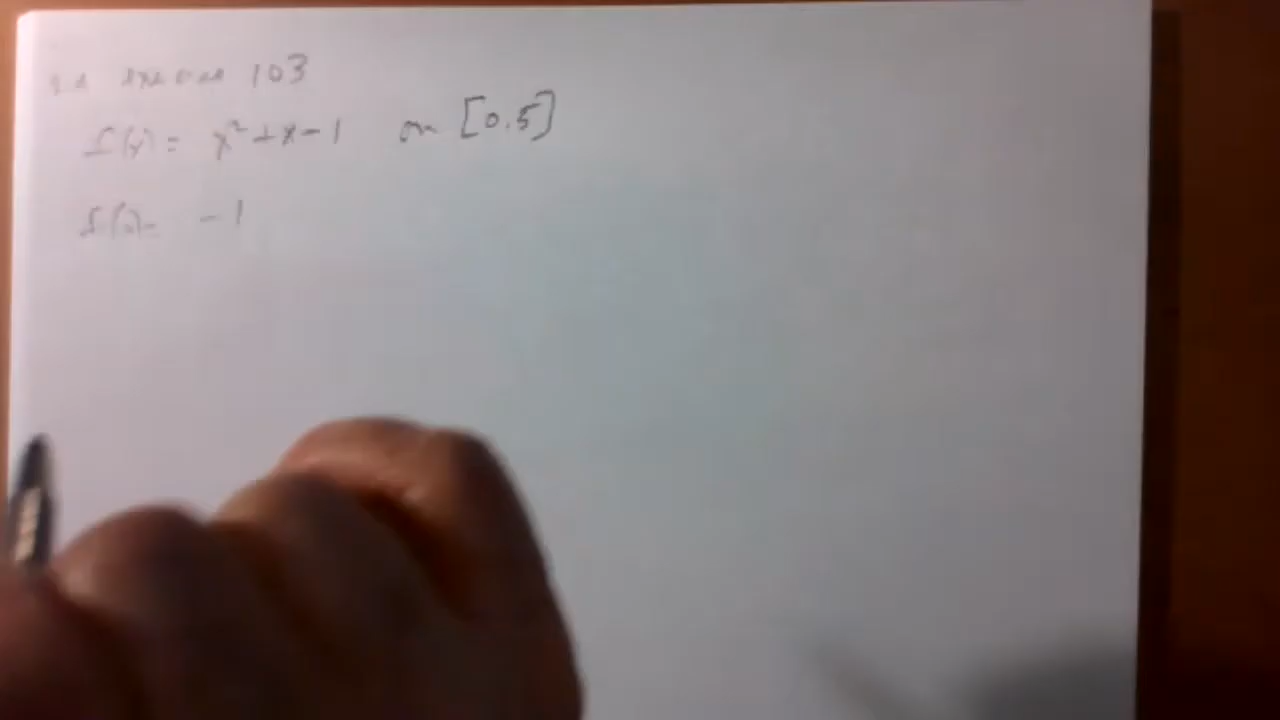 103
f(x) = x² + x - 1 on [0,5]
f(0) = -1